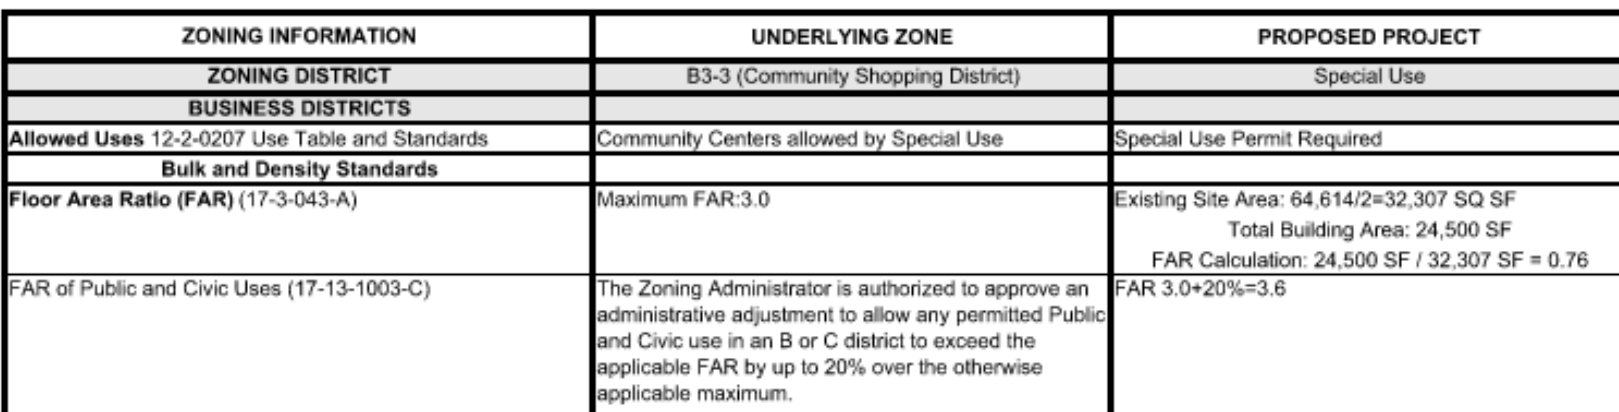 ZONING INFORMATION
UNDERLYING ZONE
PROPOSED PROJECT
ZONING DISTRICT
B3-3 (Community Shopping District)
Special Use
BUSINESS DISTRICTS
Allowed Uses 12-2-0207 Use Table and Standards
Community Centers allowed by Special Use
Special Use Permit Required
Bulk and Density Standards
Floor Area Ratio (FAR) (17-3-043-A)
Maximum FAR:3.0
Existing Site Area: 64,614/2=32,307 SQ SF
Total Building Area: 24,500 SF
FAR Calculation: 24,500 SF / 32,307 SF = 0.76
FAR of Public and Civic Uses (17-13-1003-C)
The Zoning Administrator is authorized to approve an
administrative adjustment to allow any permitted Public
and Civic use in an B or C district to exceed the
applicable FAR by up to 20% over the otherwise
applicable maximum.
FAR 3.0+20%=3.6